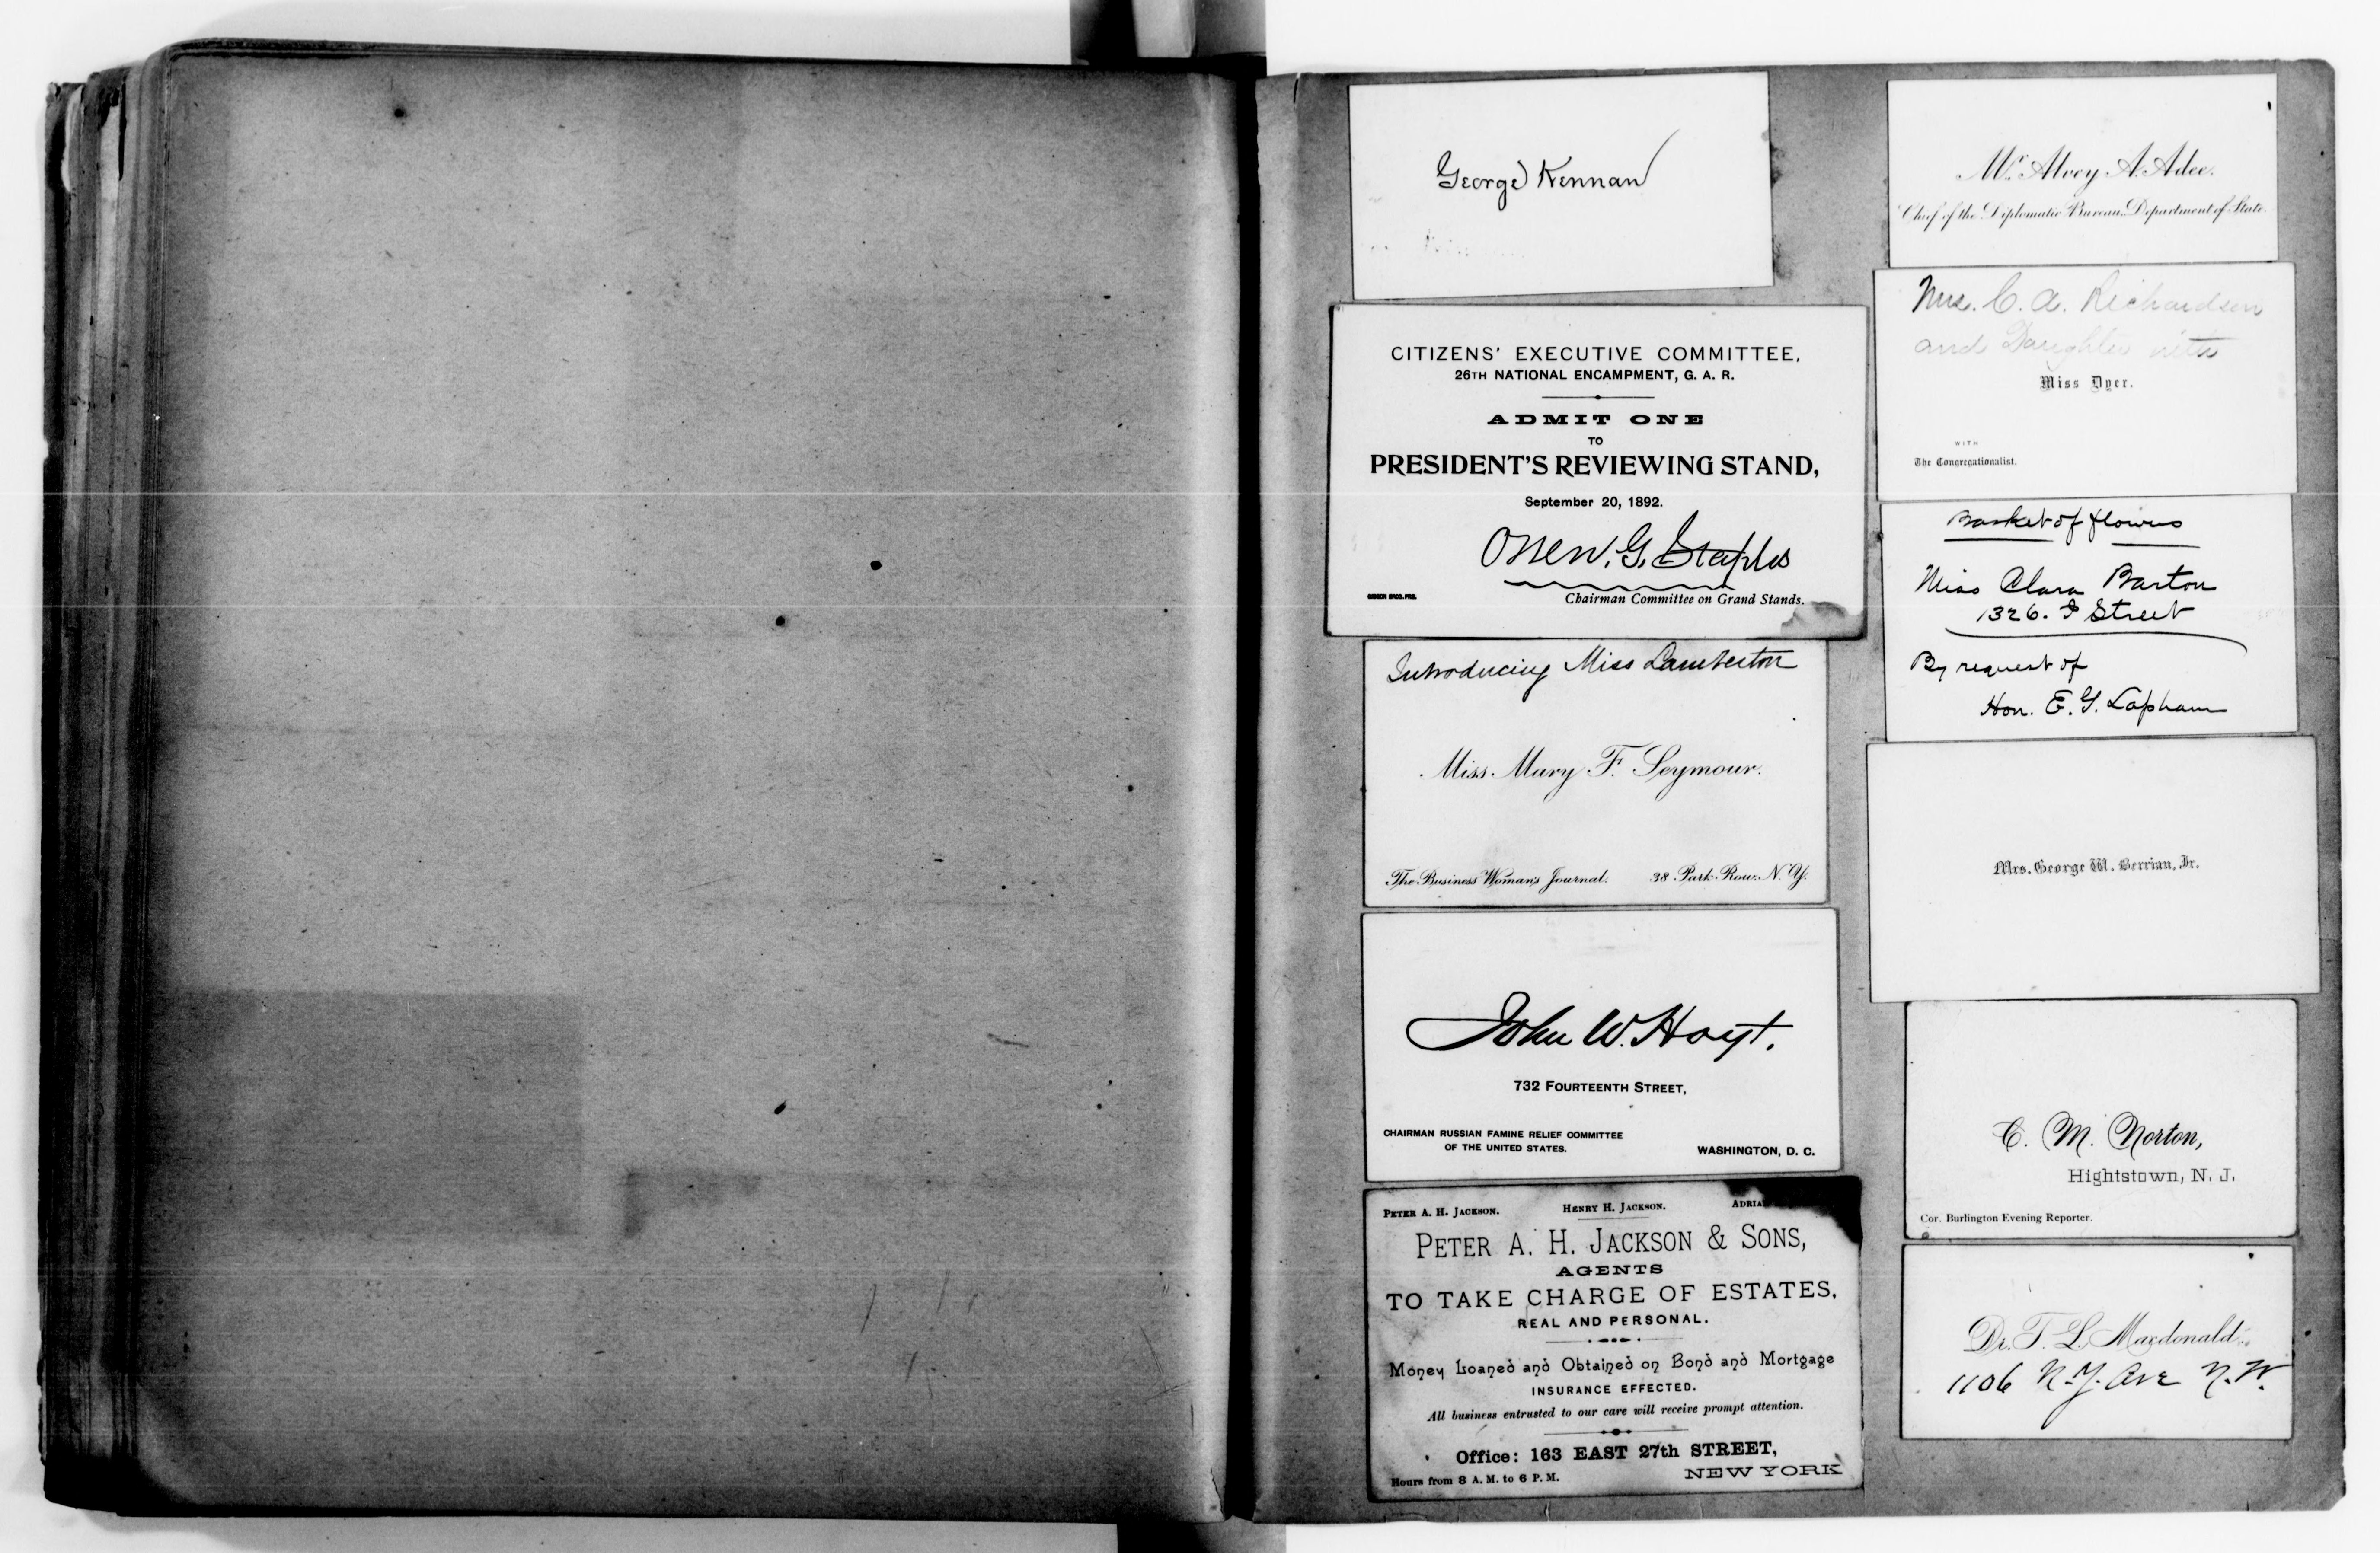 George Kennan
CITIZENS' EXECUTIVE COMMITTEE,
26TH NATIONAL ENCAMPMENT, G. A. R.
ADMIT ONE
TO
PRESIDENT'S REVIEWING STAND,
September 20, 1892.
G. Staples
GIBSON BROS. PRS.
Chairman Committee on Grand Stands.
Introducing Miss Lamberton
Miss Mary F. Seymour.
The Business Woman's Journal. 38 Park Row. N.Y.
John W. Hoyt.
732 FOURTEENTH STREET,
CHAIRMAN RUSSIAN FAMINE RELIEF COMMITTEE
OF THE UNITED STATES.
WASHINGTON, D. C.
PETER A. H. JACKSON. HENRY H. JACKSON. ADRIA
PETER A. H. JACKSON & SONS,
AGENTS
TO TAKE CHARGE OF ESTATES,
REAL AND PERSONAL.
Money Loaned and Obtained on Bond and Mortgage
INSURANCE EFFECTED.
All business entrusted to our care will receive prompt attention.
Office: 163 EAST 27th STREET,
Hours from 8 A. M. to 6 P. M. NEW YORK
Mr. Alvey A. Adee.
Chief of the Diplomatic Bureau. Department of State.
Mrs. C. A. Richardson
and Daughter with
Miss Dyer.
WITH
The Congregationalist.
Basket of flowers
Miss Clara Barton
1326. I Street
By request of
Hon. E. G. Lapham
Mrs. George W. Berrian, Jr.
C. M. Norton,
Hightstown, N. J.
Cor. Burlington Evening Reporter.
Dr. T. L. Macdonald.
1106 N.Y. Ave N.W.